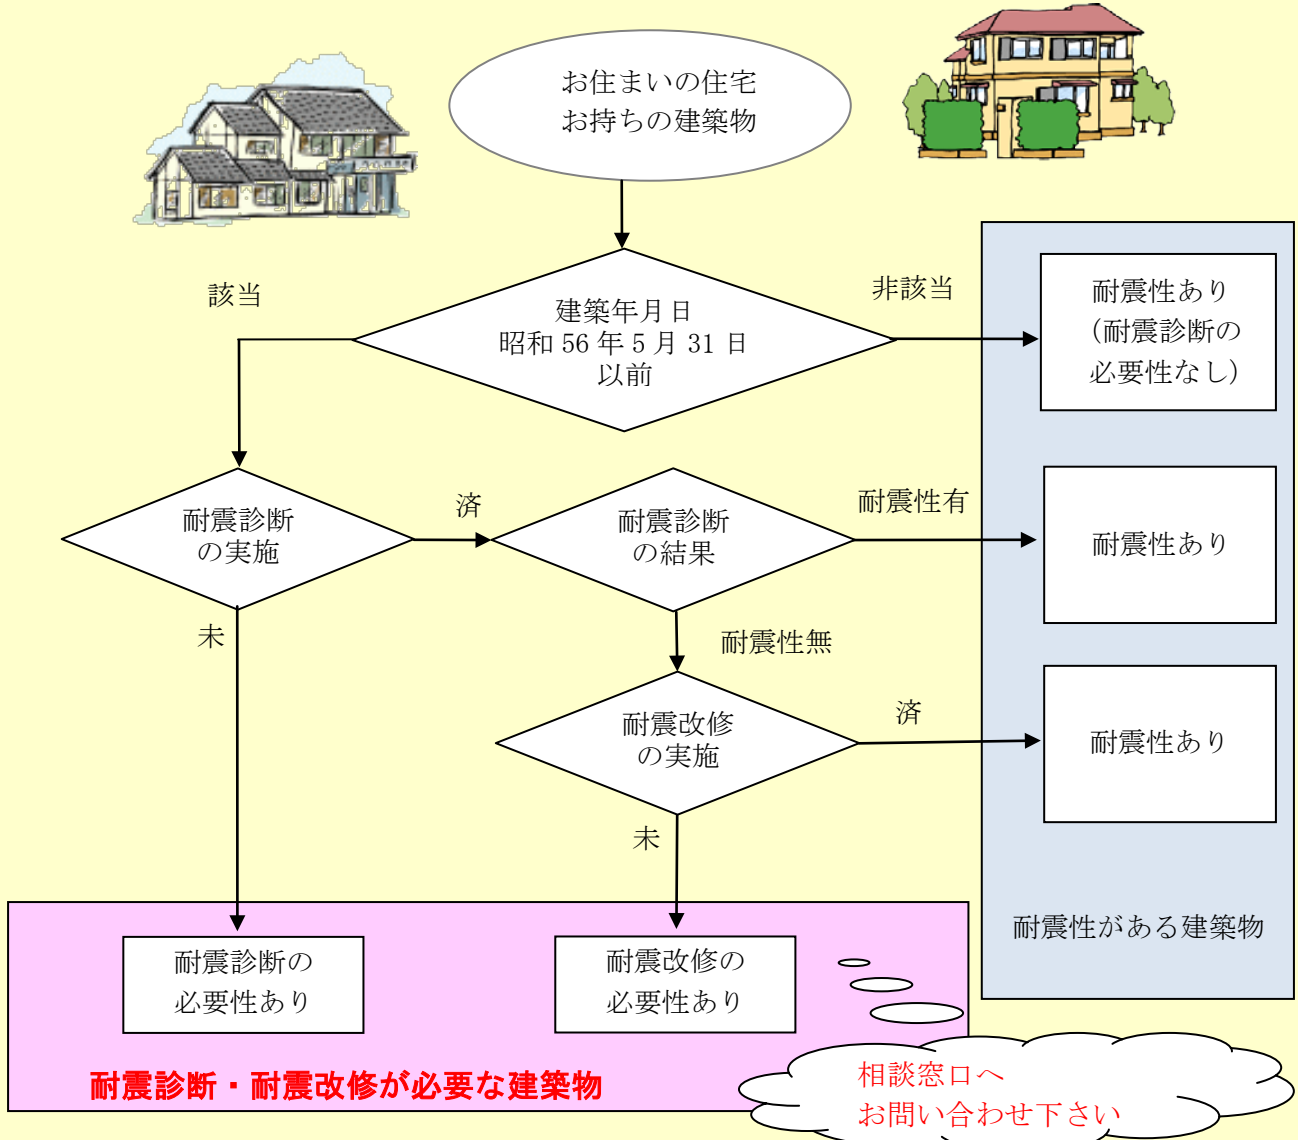 お住まいの住宅
お持ちの建築物
該当
非該当
建築年月日
昭和 56 年 5 月 31 日
以前
耐震性あり
（耐震診断の
必要性なし）
耐震診断
の実施
済
耐震診断
の結果
耐震性有
耐震性あり
未
耐震性無
耐震改修
の実施
済
耐震性あり
未
耐震性がある建築物
耐震診断の
必要性あり
耐震改修の
必要性あり
耐震診断・耐震改修が必要な建築物
相談窓口へ
お問い合わせ下さい